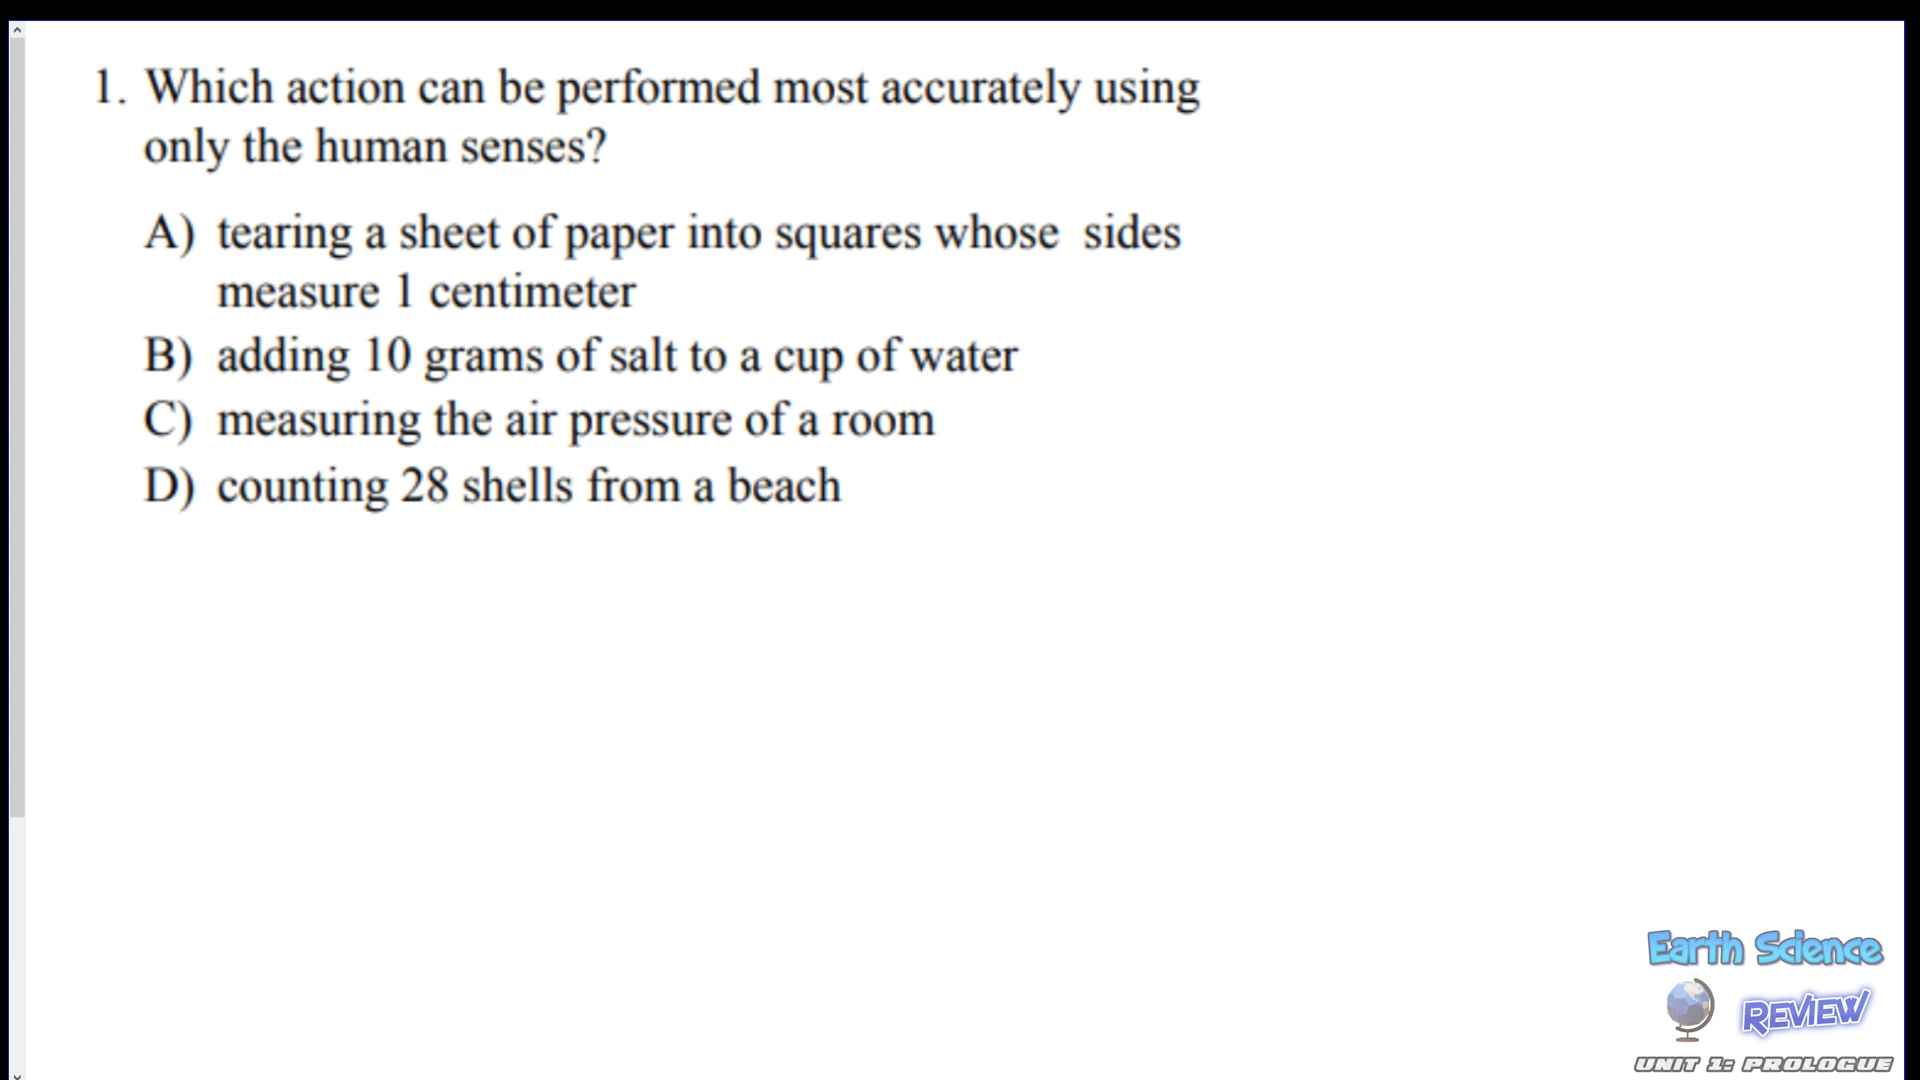 1. Which action can be performed most accurately using
only the human senses?
A) tearing a sheet of paper into squares whose sides
measure 1 centimeter
B) adding 10 grams of salt to a cup of water
C) measuring the air pressure of a room
D) counting 28 shells from a beach
Earth Science
REVIEW
UNIT 1: PROLOGUE